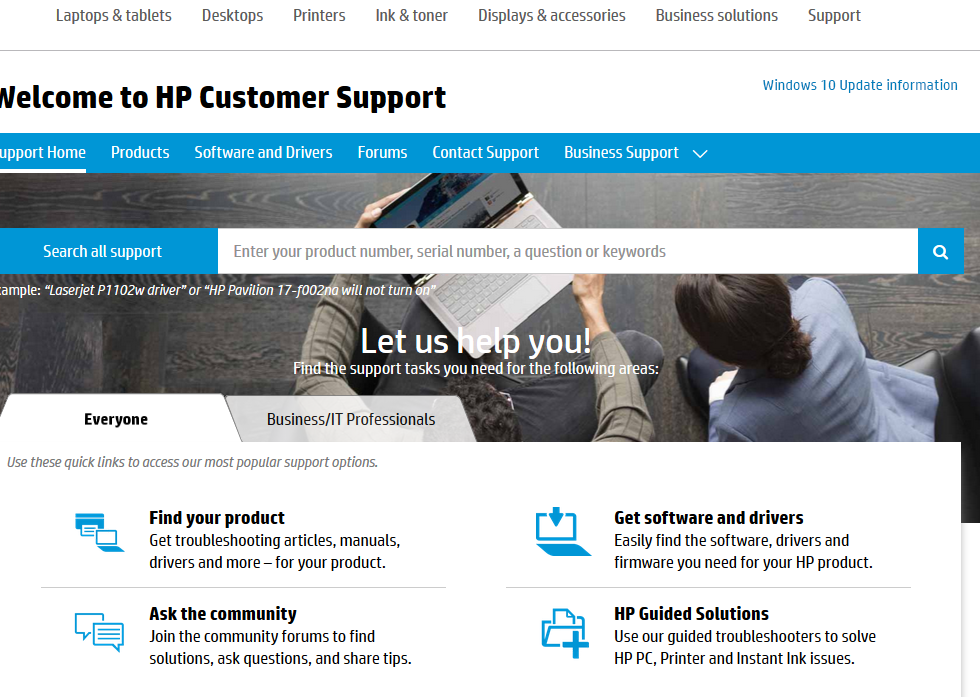 Laptops & tablets Desktops Printers Ink & toner Displays & accessories Business solutions Support
Welcome to HP Customer Support
Windows 10 Update information
upport Home Products Software and Drivers Forums Contact Support Business Support
Search all support Enter your product number, serial number, a question or keywords
ample: “Laserjet P1102w driver” or “HP Pavilion 17-f002na will not turn on”
Let us help you!
Find the support tasks you need for the following areas:
Everyone Business/IT Professionals
Use these quick links to access our most popular support options.
Find your product
Get troubleshooting articles, manuals,
drivers and more – for your product.
Get software and drivers
Easily find the software, drivers and
firmware you need for your HP product.
Ask the community
Join the community forums to find
solutions, ask questions, and share tips.
HP Guided Solutions
Use our guided troubleshooters to solve
HP PC, Printer and Instant Ink issues.